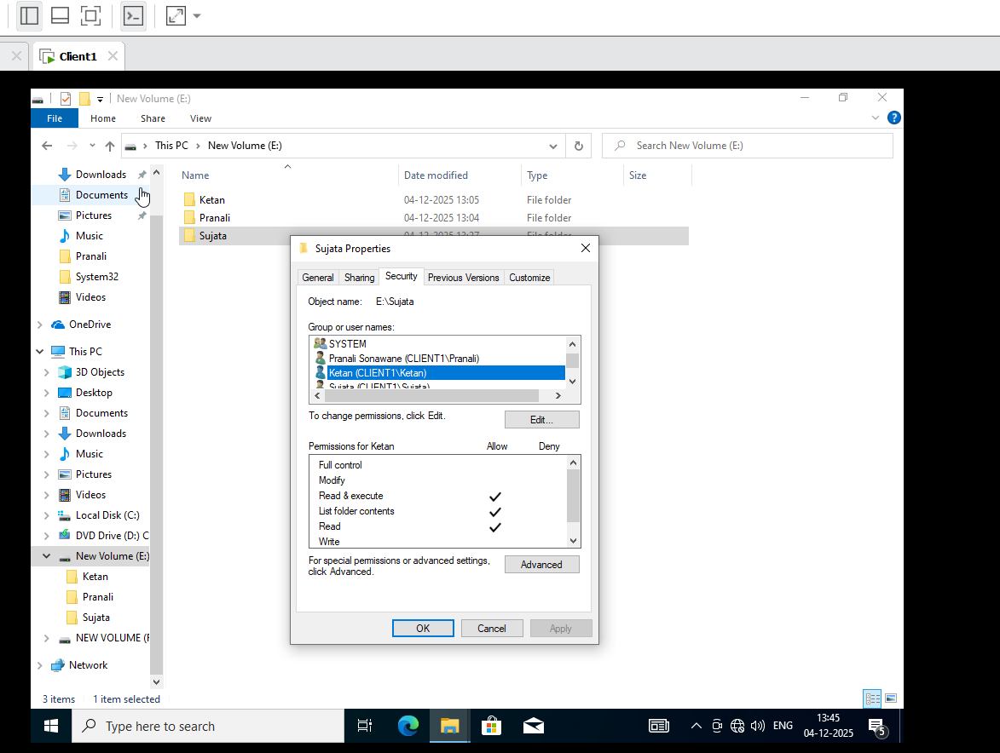 Client1
New Volume (E:)
File Home Share View
This PC New Volume (E:) Search New Volume (E:)
Downloads
Documents
Pictures
Music
Pranali
System32
Videos
OneDrive
This PC
3D Objects
Desktop
Documents
Downloads
Music
Pictures
Videos
Local Disk (C:)
DVD Drive (D:) C
New Volume (E:)
Ketan
Pranali
Sujata
NEW VOLUME (F
Network
Name Date modified Type Size
Ketan 04-12-2025 13:05 File folder
Pranali 04-12-2025 13:04 File folder
Sujata 04-12-2025 13:27 File folder
Sujata Properties
General Sharing Security Previous Versions Customize
Object name: E:\Sujata
Group or user names:
SYSTEM
Pranali Sonawane (CLIENT1\Pranali)
Ketan (CLIENT1\Ketan)
Sujata (CLIENT1\Sujata)
To change permissions, click Edit. Edit...
Permissions for Ketan Allow Deny
Full control
Modify
Read & execute
List folder contents
Read
Write
For special permissions or advanced settings,
click Advanced. Advanced
OK Cancel Apply
3 items 1 item selected
Type here to search
ENG
13:45
04-12-2025
5